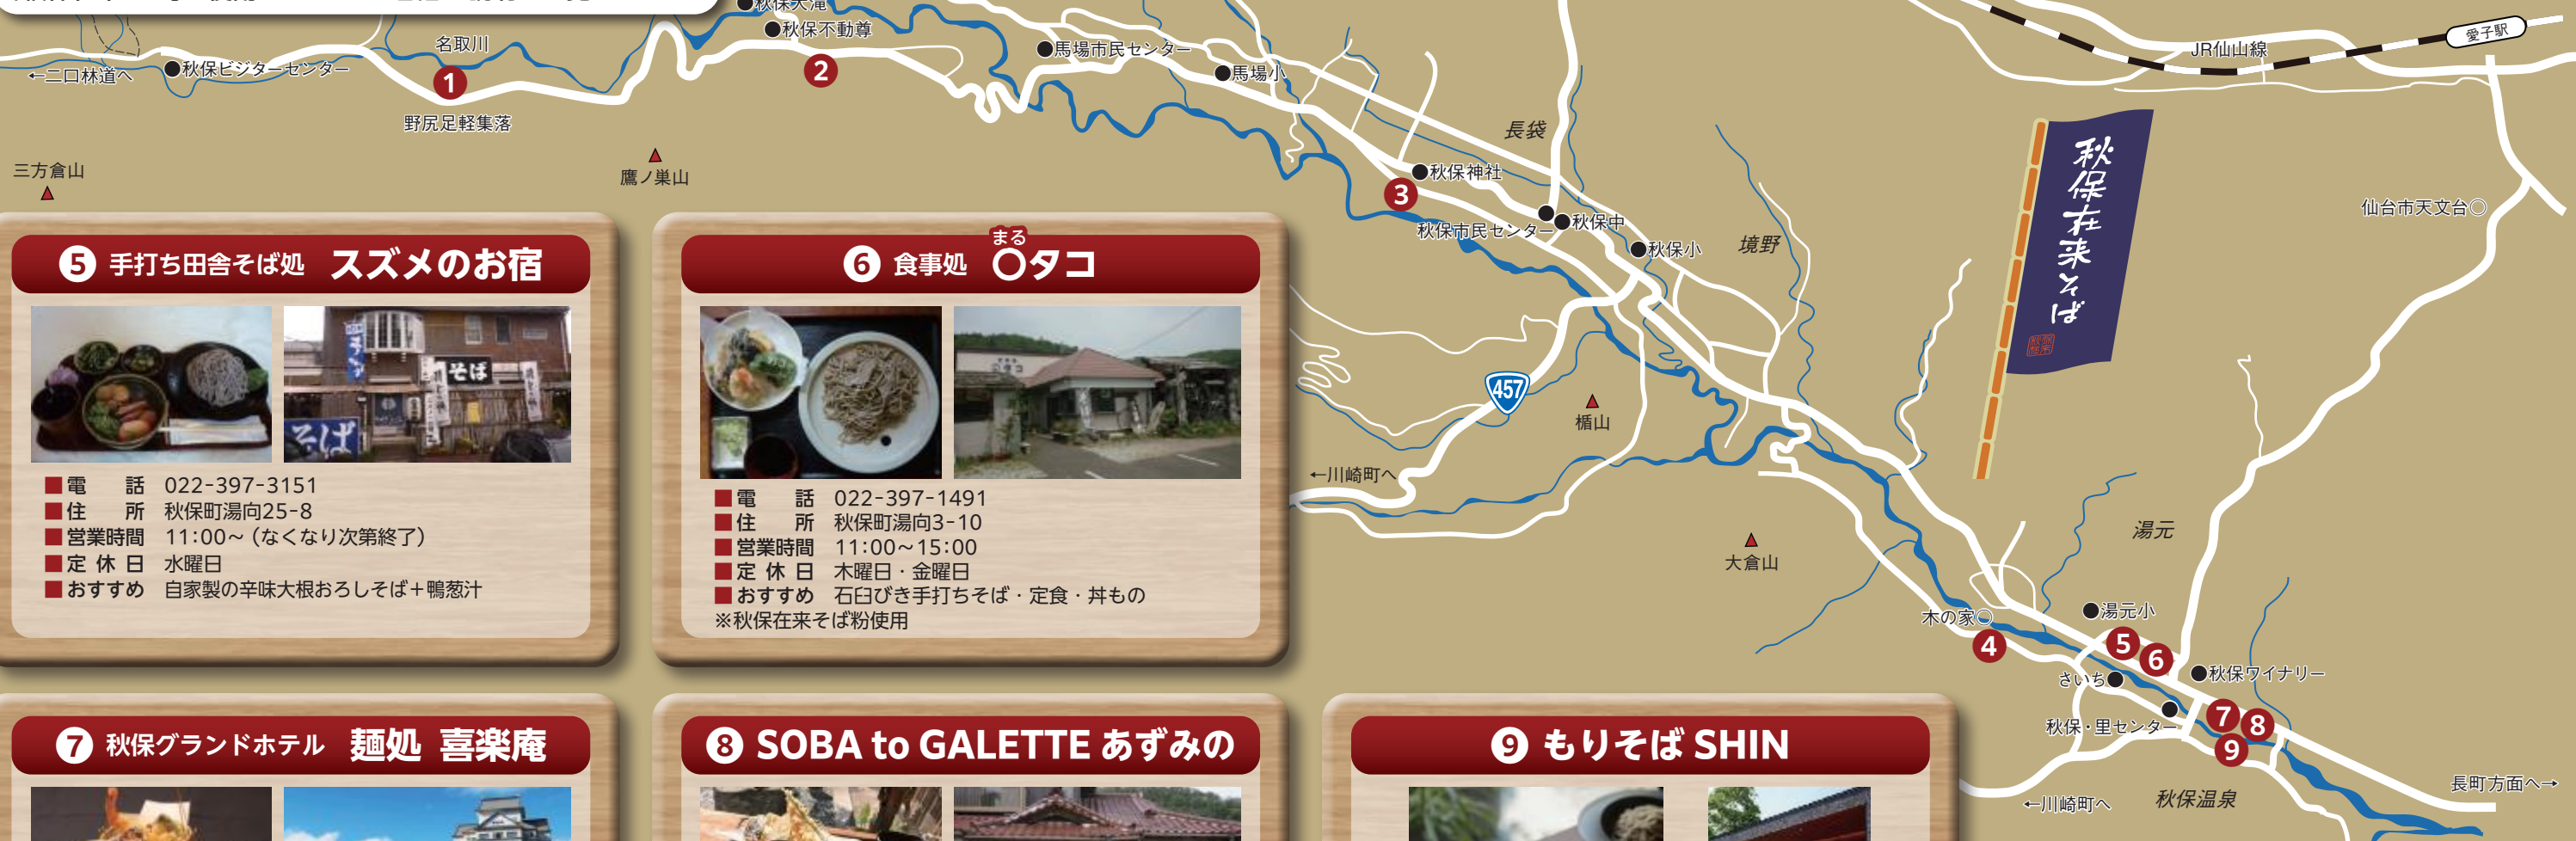 秋保大滝
秋保不動尊
名取川
←二口林道へ
秋保ビジターセンター
1
2
野尻足軽集落
馬場市民センター
馬場小
JR仙山線
愛子駅
三方倉山
鷹ノ巣山
長袋
秋保神社
3
秋保市民センター
秋保中
秋保小
境野
仙台市天文台
秋保在来そば
457
楯山
←川崎町へ
大倉山
湯元
木の家
4
湯元小
5
6
さいち
秋保ワイナリー
秋保・里センター
7
8
9
長町方面へ→
←川崎町へ
秋保温泉
5 手打ち田舎そば処 スズメのお宿
そば
そば
■電話 022-397-3151
■住所 秋保町湯向25-8
■営業時間 11:00~(なくなり次第終了)
■定休日 水曜日
■おすすめ 自家製の辛味大根おろしそば+鴨葱汁
まる
6 食事処 〇タコ
■電話 022-397-1491
■住所 秋保町湯向3-10
■営業時間 11:00~15:00
■定休日 木曜日・金曜日
■おすすめ 石臼びき手打ちそば・定食・丼もの
※秋保在来そば粉使用
7 秋保グランドホテル 麺処 喜楽庵
8 SOBA to GALETTE あずみの
9 もりそば SHIN